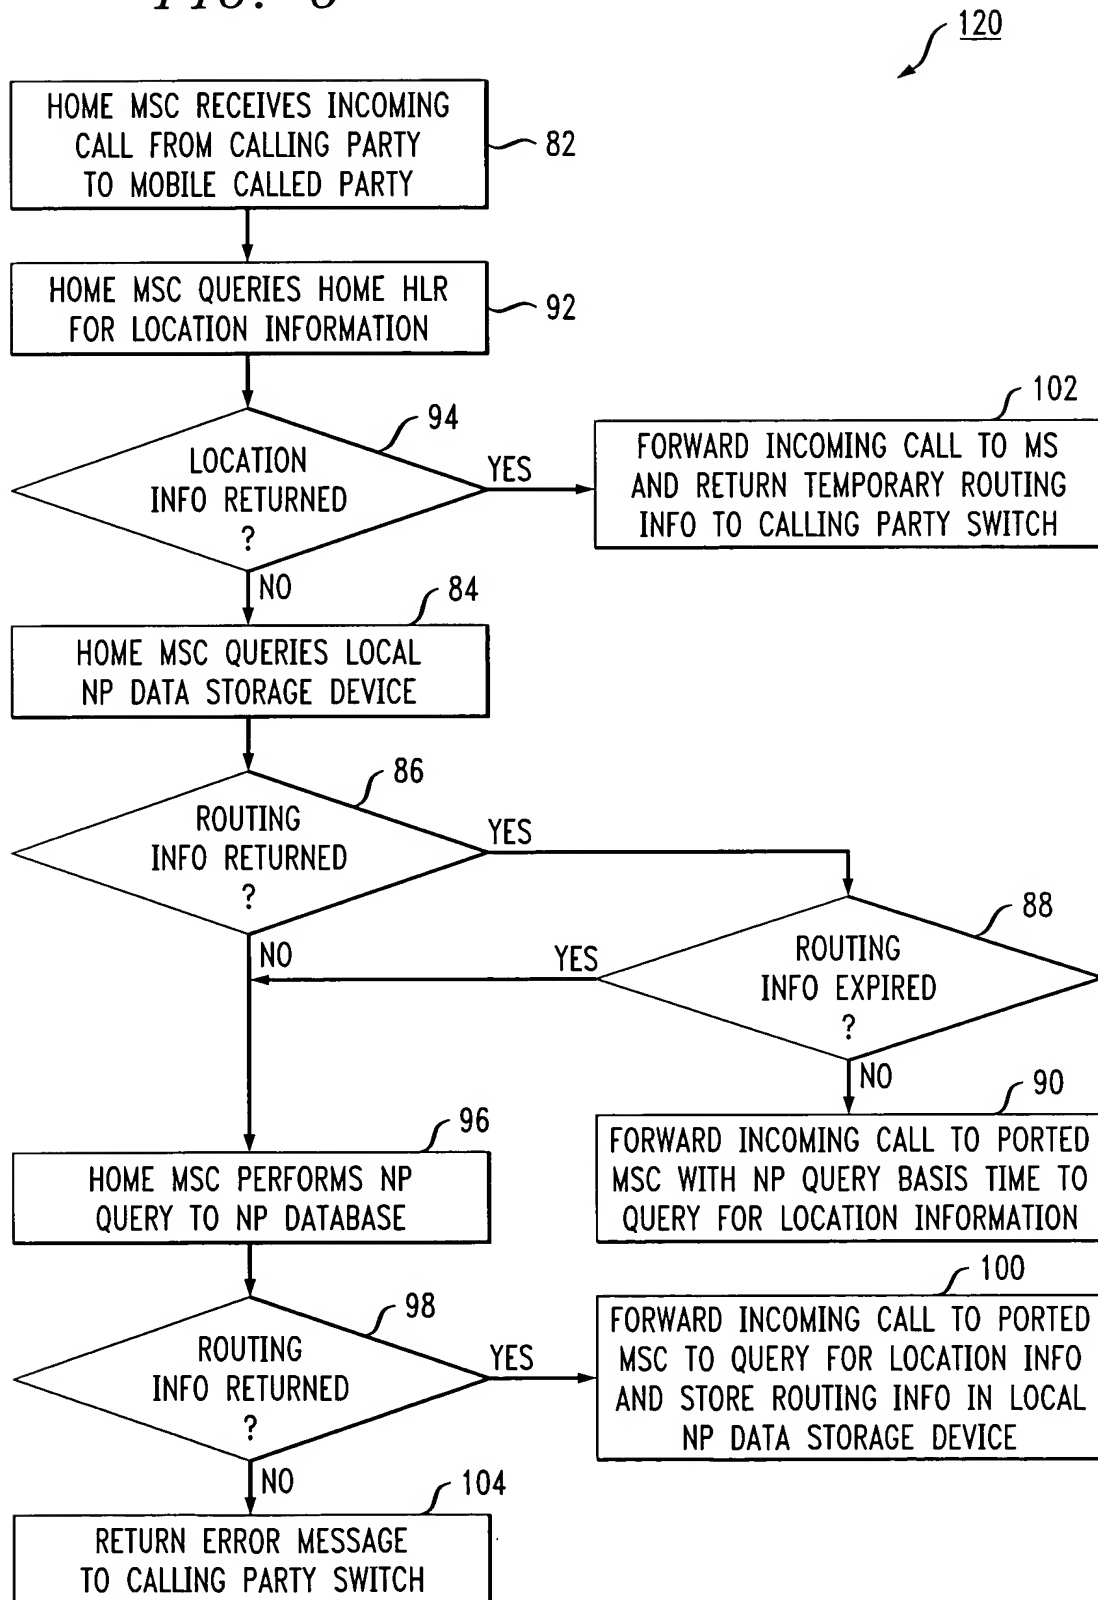 120
HOME MSC RECEIVES INCOMING
CALL FROM CALLING PARTY
TO MOBILE CALLED PARTY
82
HOME MSC QUERIES HOME HLR
FOR LOCATION INFORMATION
92
LOCATION
INFO RETURNED
?
94
YES
NO
FORWARD INCOMING CALL TO MS
AND RETURN TEMPORARY ROUTING
INFO TO CALLING PARTY SWITCH
102
HOME MSC QUERIES LOCAL
NP DATA STORAGE DEVICE
84
ROUTING
INFO RETURNED
?
86
YES
NO
ROUTING
INFO EXPIRED
?
88
YES
NO
FORWARD INCOMING CALL TO PORTED
MSC WITH NP QUERY BASIS TIME TO
QUERY FOR LOCATION INFORMATION
90
HOME MSC PERFORMS NP
QUERY TO NP DATABASE
96
ROUTING
INFO RETURNED
?
98
YES
NO
FORWARD INCOMING CALL TO PORTED
MSC TO QUERY FOR LOCATION INFO
AND STORE ROUTING INFO IN LOCAL
NP DATA STORAGE DEVICE
100
RETURN ERROR MESSAGE
TO CALLING PARTY SWITCH
104